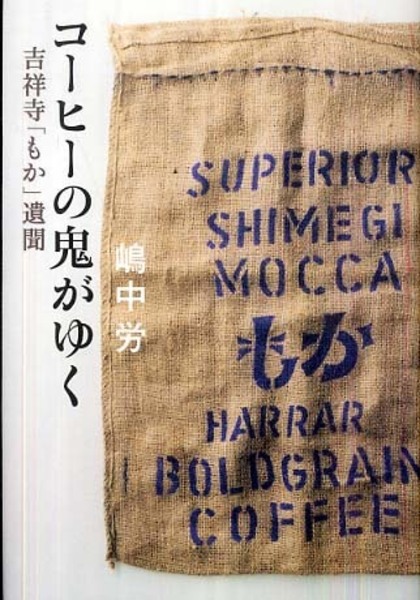 コーヒーの鬼がゆく
吉祥寺「もか」遺聞
嶋中労
SUPERIOR
SHIMEGI
MOCCA
もか
HARRAR
BOLDGRAIN
COFFEE